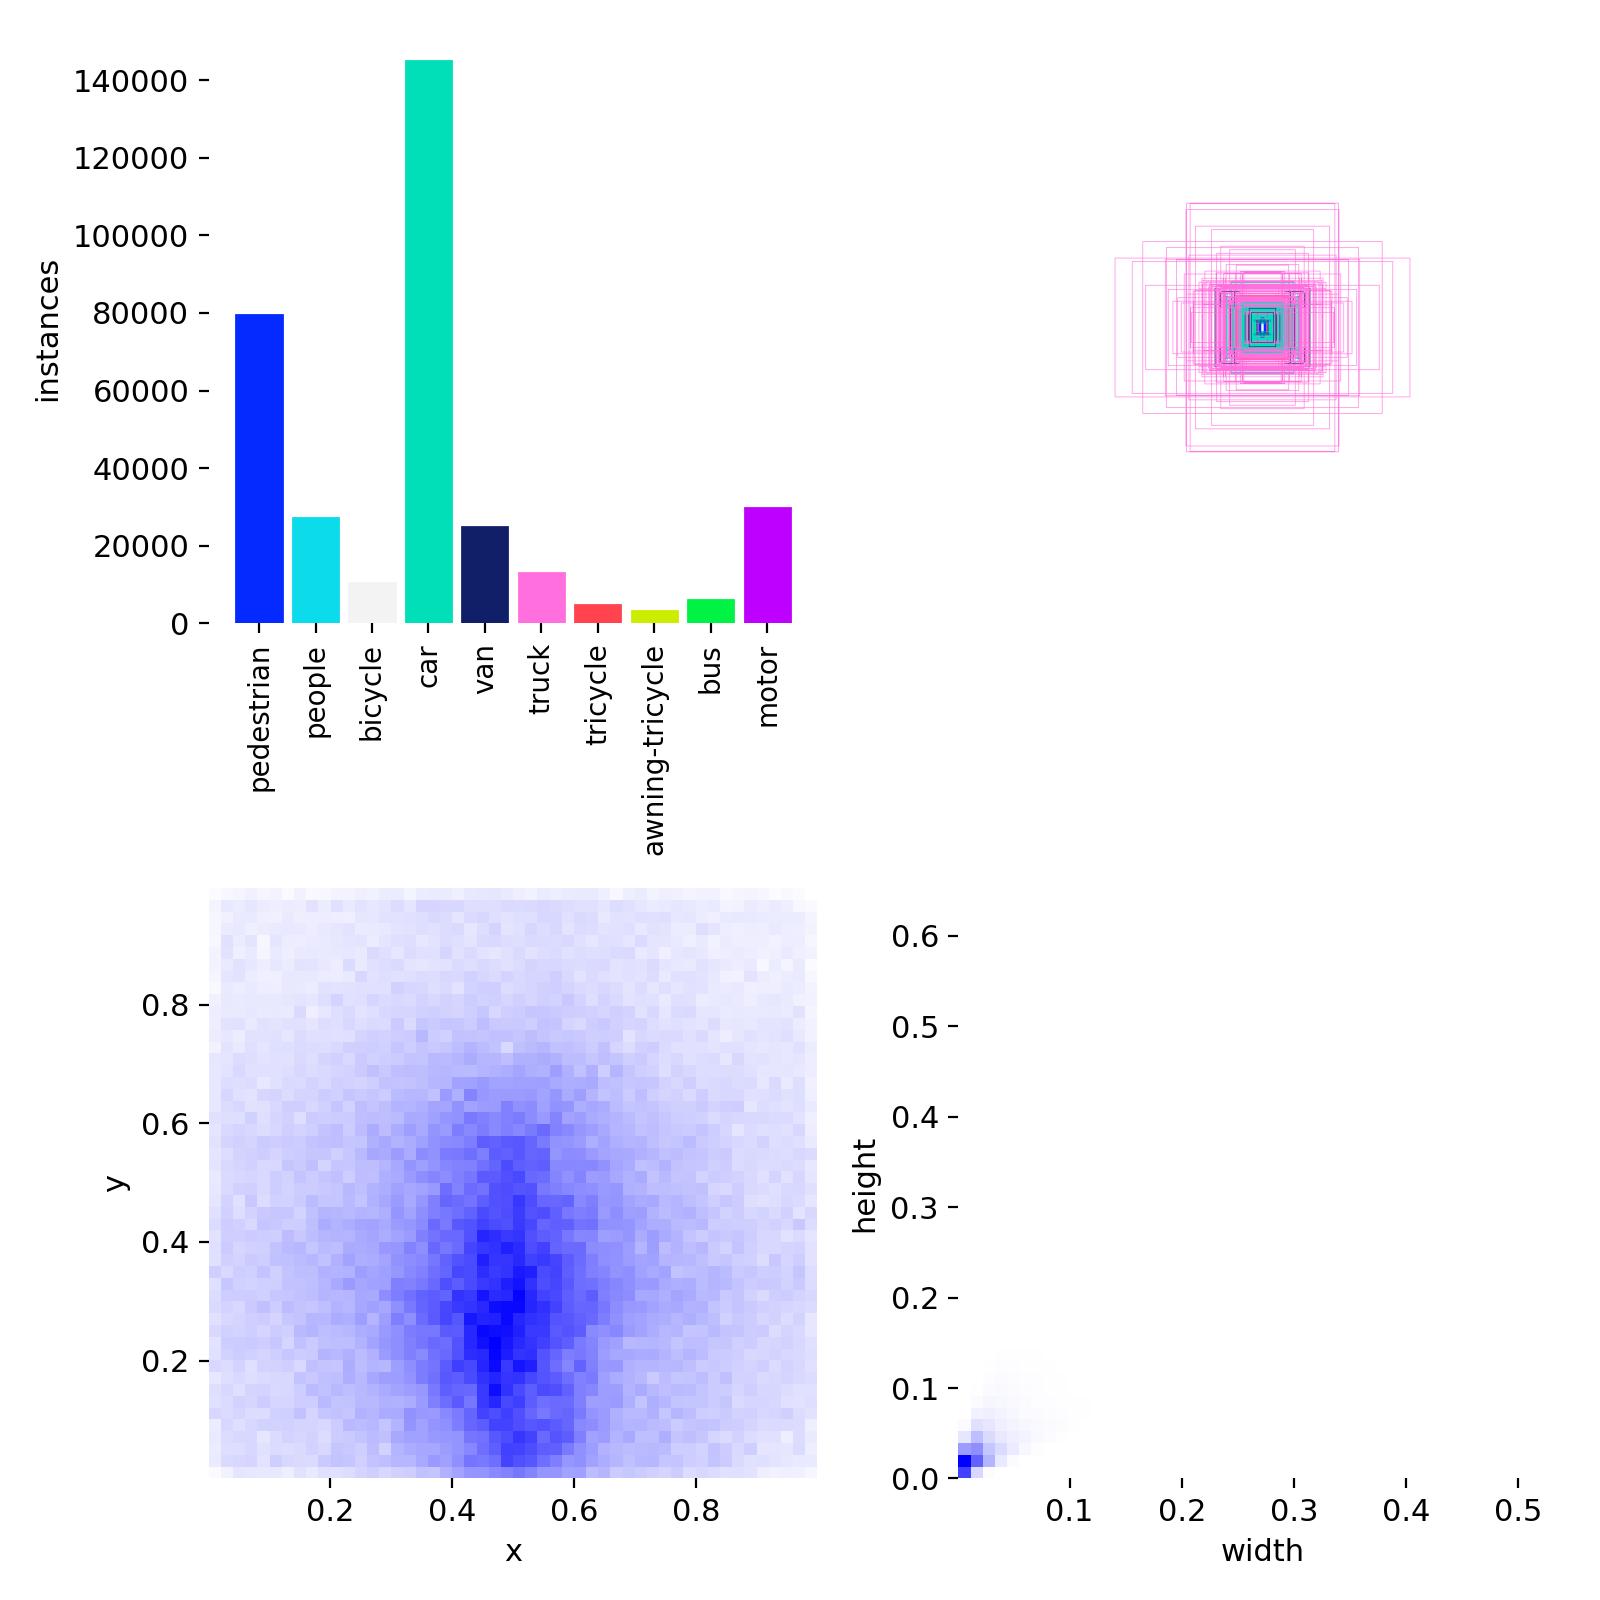 140000
120000
100000
80000
60000
40000
20000
0
instances
pedestrian
people
bicycle
car
van
truck
tricycle
awning-tricycle
bus
motor
0.8
0.6
0.4
0.2
y
0.2 0.4 0.6 0.8
x
0.6
0.5
0.4
0.3
0.2
0.1
0.0
height
0.1 0.2 0.3 0.4 0.5
width